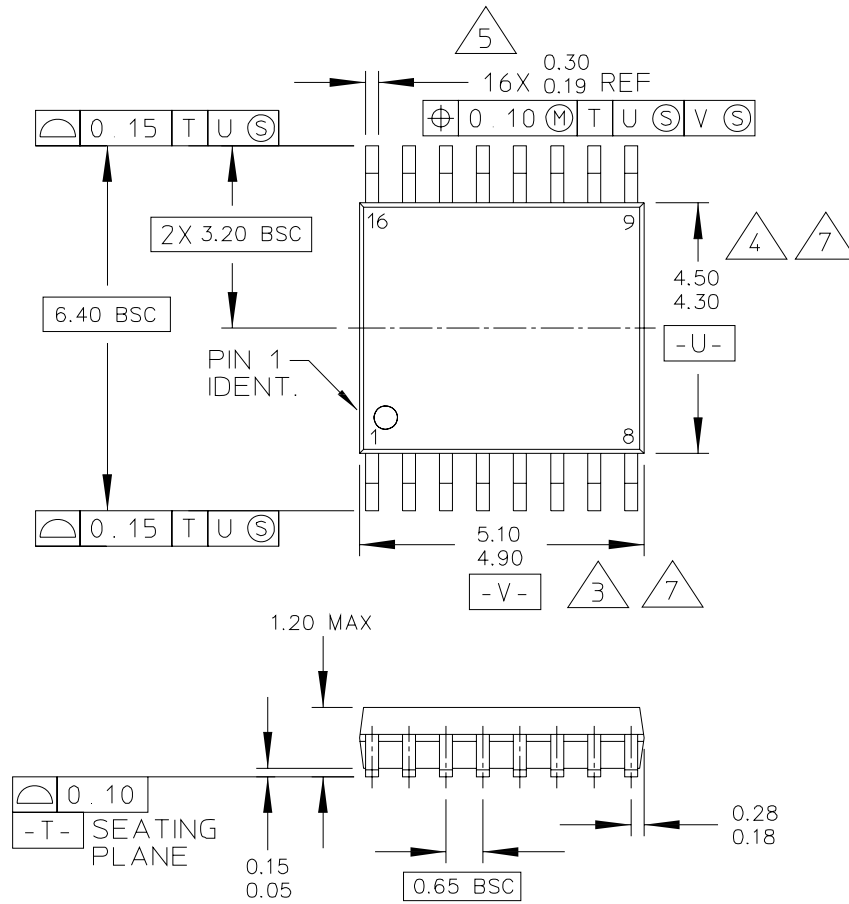 5
0.30
16X 0.19 REF
⌖ 0.10 Ⓜ T U Ⓢ V Ⓢ
⌓ 0.15 T U Ⓢ
2X 3.20 BSC
6.40 BSC
16 9
4 7
4.50
4.30
-U-
PIN 1
IDENT.
1 8
⌓ 0.15 T U Ⓢ
5.10
4.90
-V- 3 7
1.20 MAX
⌓ 0.10
-T- SEATING
PLANE
0.15
0.05
0.65 BSC
0.28
0.18